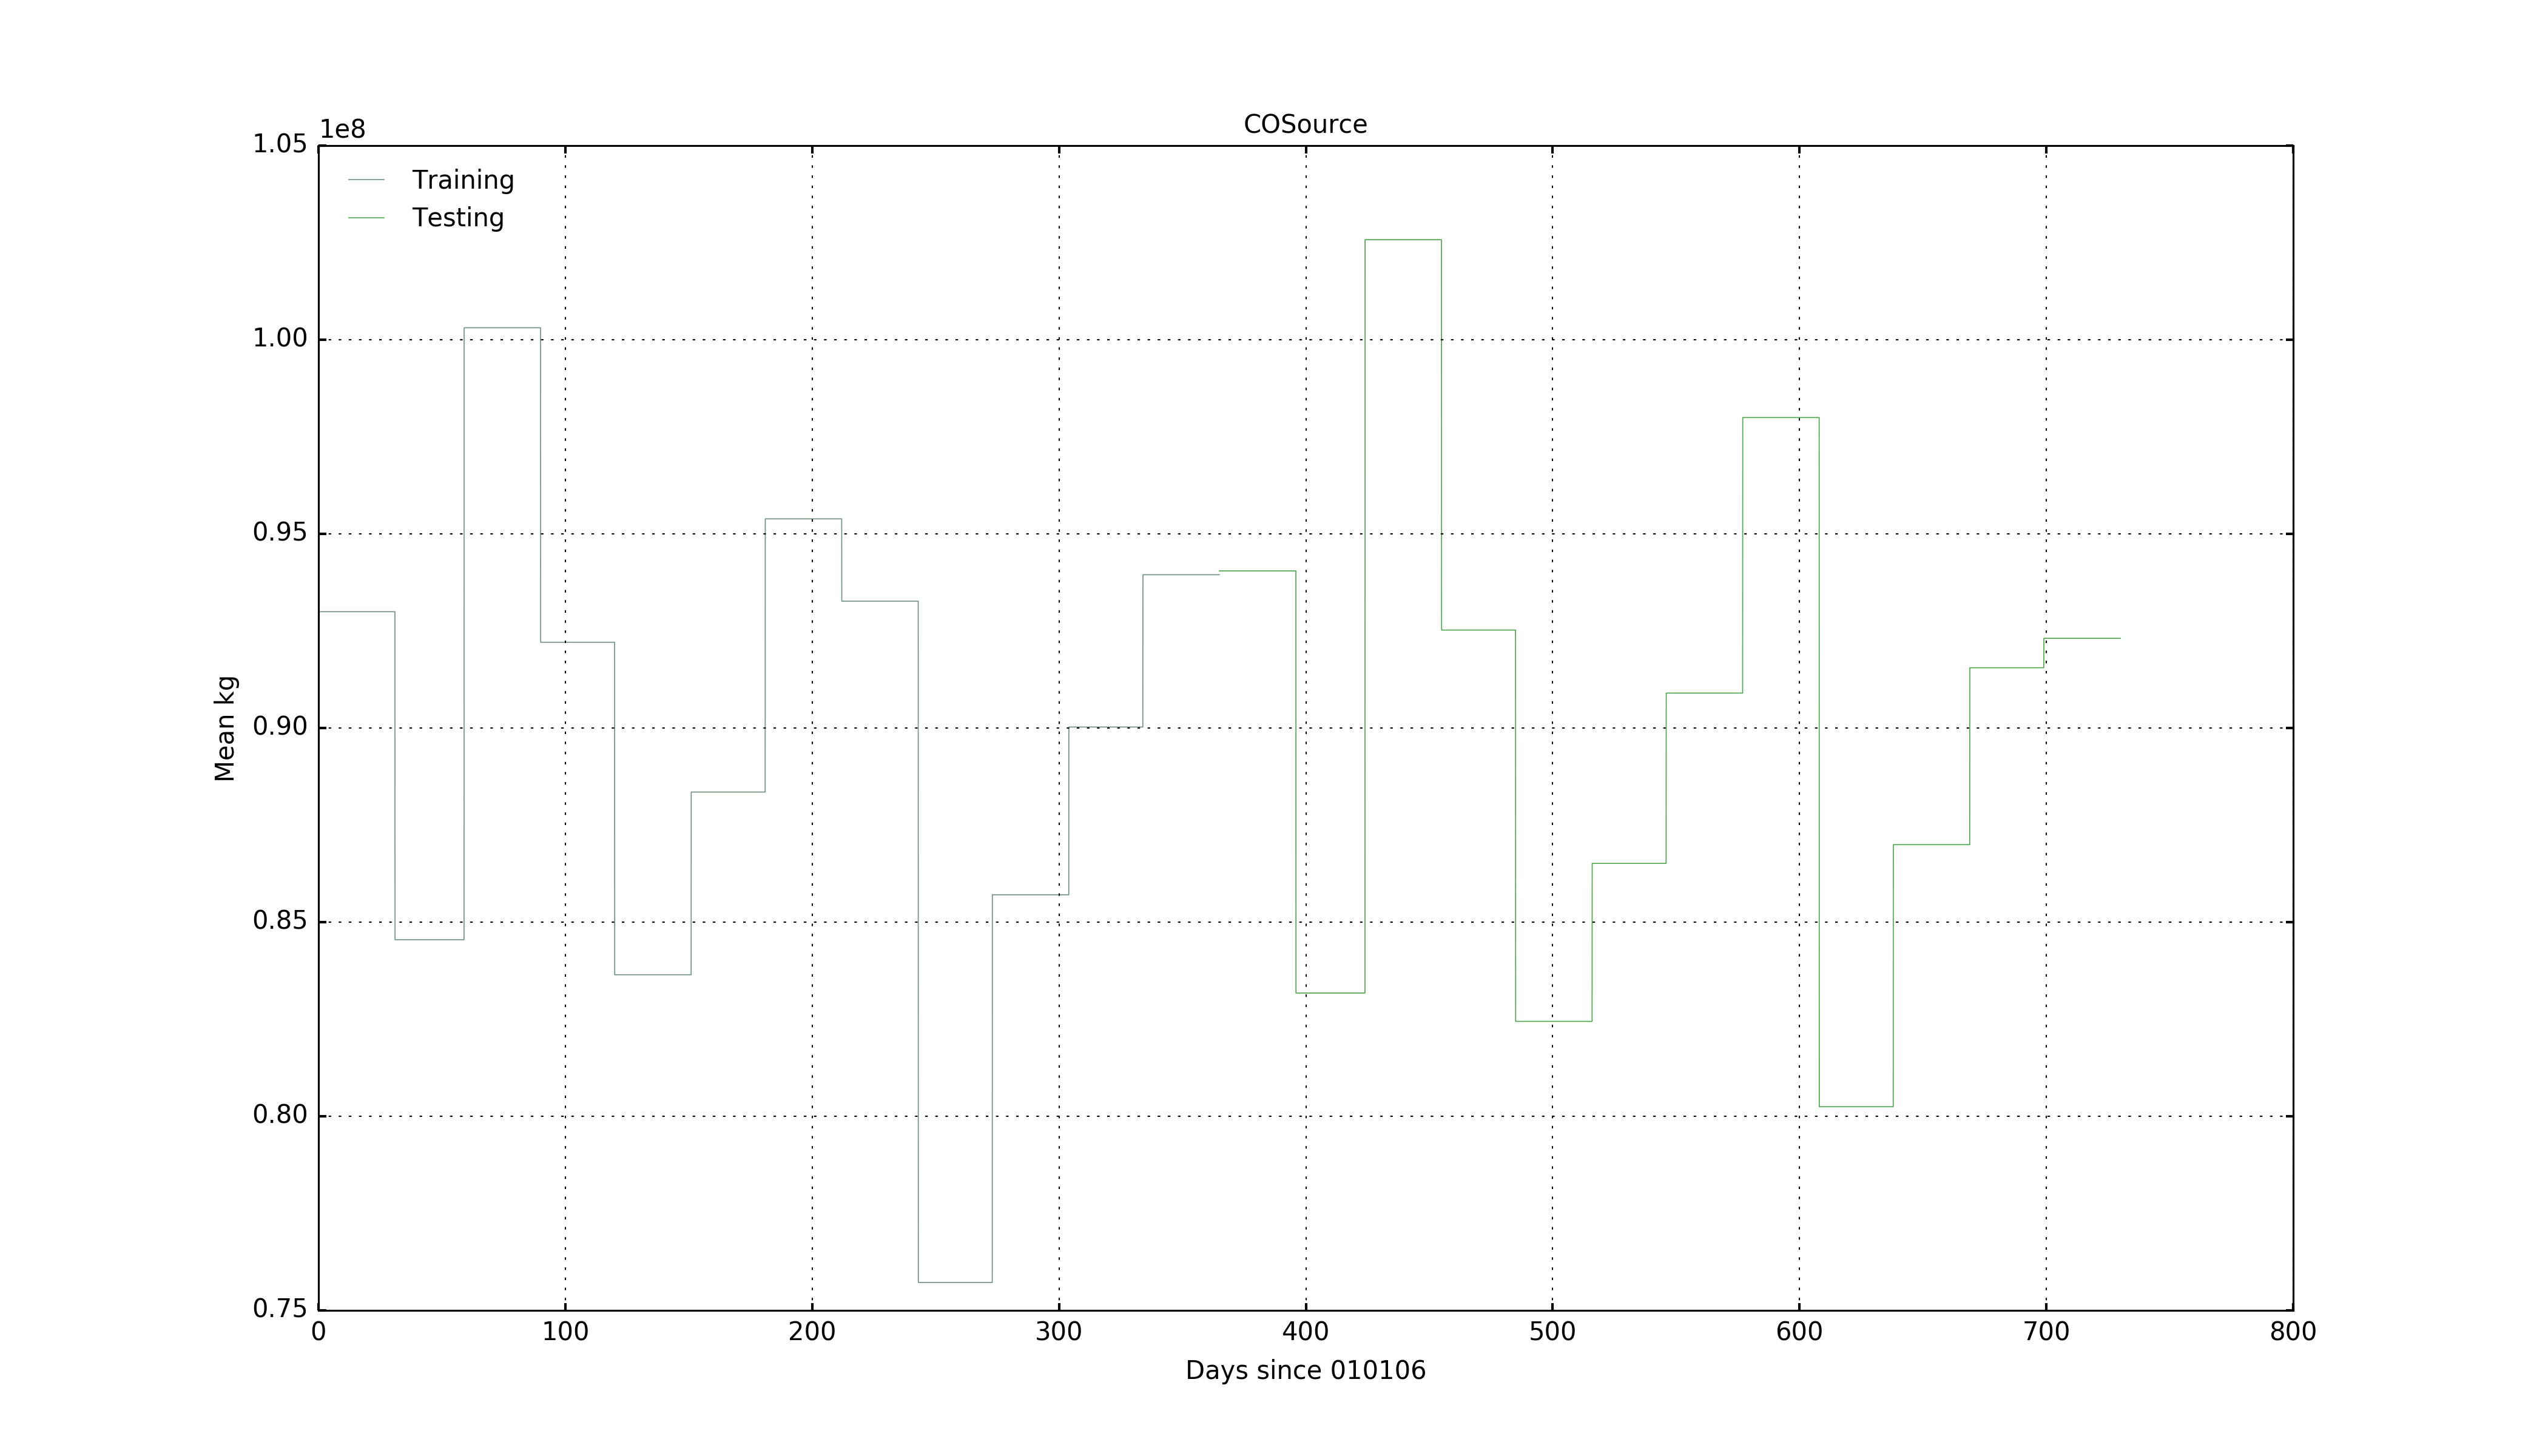 COSource
1e8
1.05
1.00
0.95
0.90
0.85
0.80
0.75
Training
Testing
Mean kg
0 100 200 300 400 500 600 700 800
Days since 010106